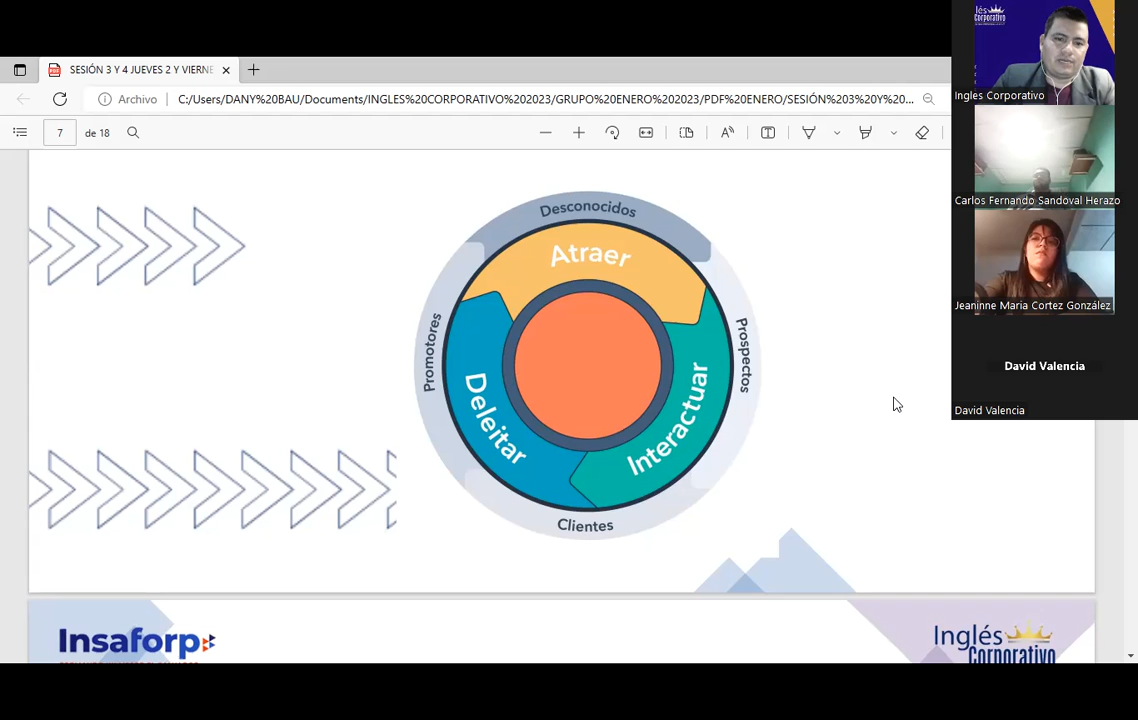 SESIÓN 3 Y 4 JUEVES 2 Y VIERNE
Archivo
C:/Users/DANY%20BAU/Documents/INGLES%20CORPORATIVO%202023/GRUPO%20ENERO%202023/PDF%20ENERO/SESIÓN%203%20Y%20...
7
de 18
Desconocidos
Atraer
Promotores
Prospectos
Deleitar
Interactuar
Clientes
Insaforp
Inglés
Corporativo
lés
Corporativo
Ingles Corporativo
Carlos Fernando Sandoval Herazo
Jeaninne Maria Cortez González
David Valencia
David Valencia